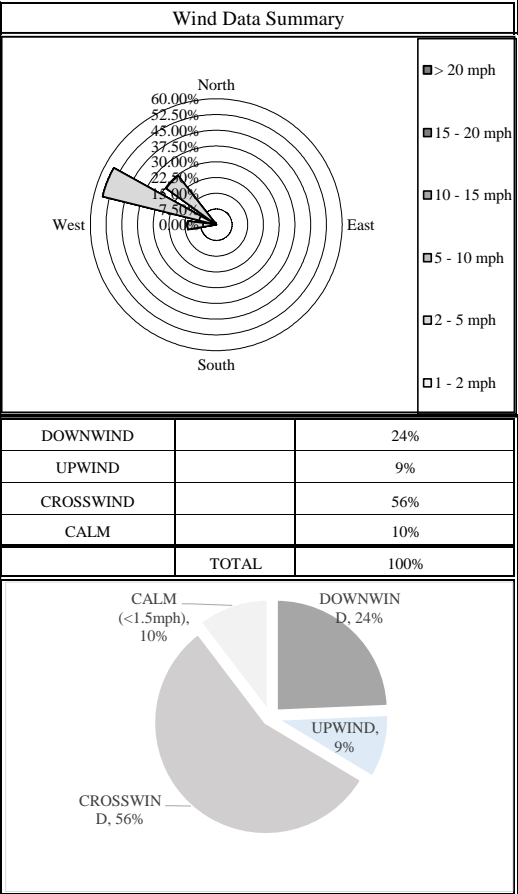 Wind Data Summary
North
60.00%
52.50%
45.00%
37.50%
30.00%
22.50%
15.00%
7.50%
0.00%
West
East
South
> 20 mph
15 - 20 mph
10 - 15 mph
5 - 10 mph
2 - 5 mph
1 - 2 mph
DOWNWIND 24%
UPWIND 9%
CROSSWIND 56%
CALM 10%
TOTAL 100%
CALM
(<1.5mph),
10%
DOWNWIN
D, 24%
UPWIND,
9%
CROSSWIN
D, 56%